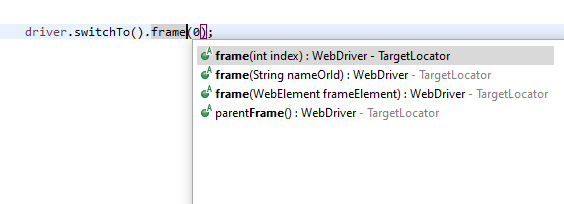 driver.switchTo().frame(0);
frame(int index) : WebDriver - TargetLocator
frame(String nameOrId) : WebDriver - TargetLocator
frame(WebElement frameElement) : WebDriver - TargetLocator
parentFrame() : WebDriver - TargetLocator